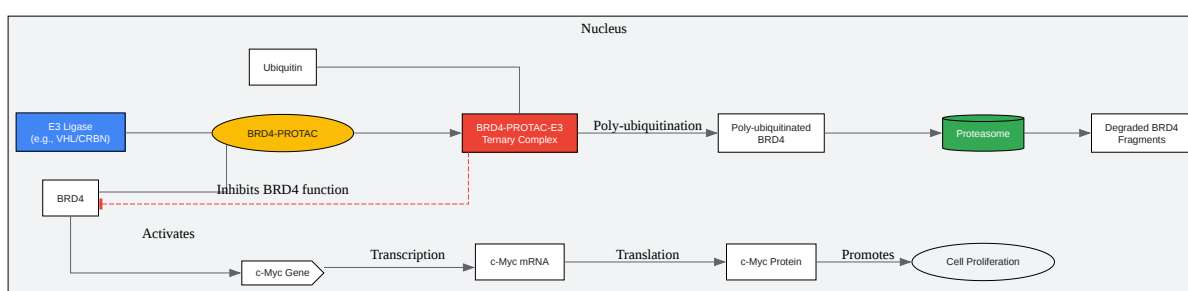 Nucleus
Ubiquitin
E3 Ligase
(e.g., VHL/CRBN)
BRD4-PROTAC
BRD4-PROTAC-E3
Ternary Complex
Poly-ubiquitination
Poly-ubiquitinated
BRD4
Proteasome
Degraded BRD4
Fragments
BRD4
Inhibits BRD4 function
Activates
c-Myc Gene
Transcription
c-Myc mRNA
Translation
c-Myc Protein
Promotes
Cell Proliferation